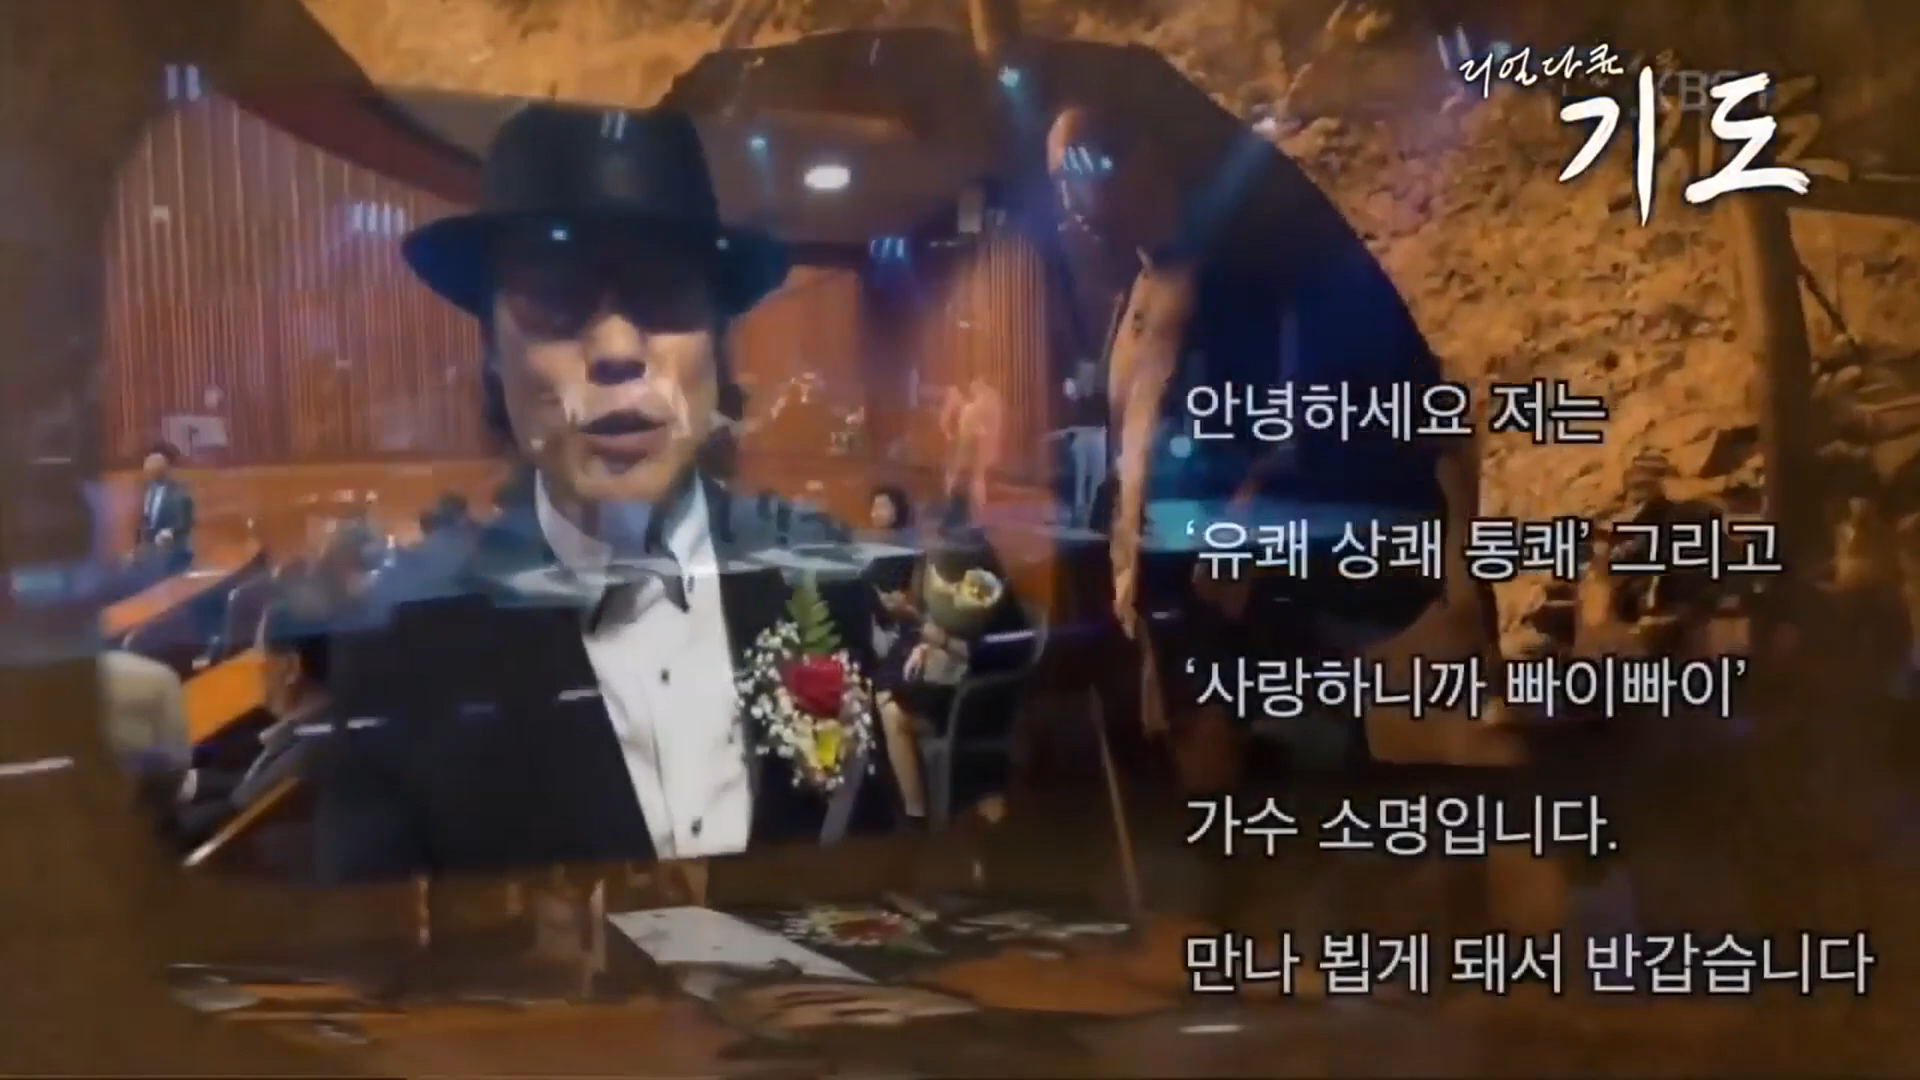 리얼다큐
기도
안녕하세요 저는
‘유쾌 상쾌 통쾌’ 그리고
‘사랑하니까 빠이빠이’
가수 소명입니다.
만나 뵙게 돼서 반갑습니다